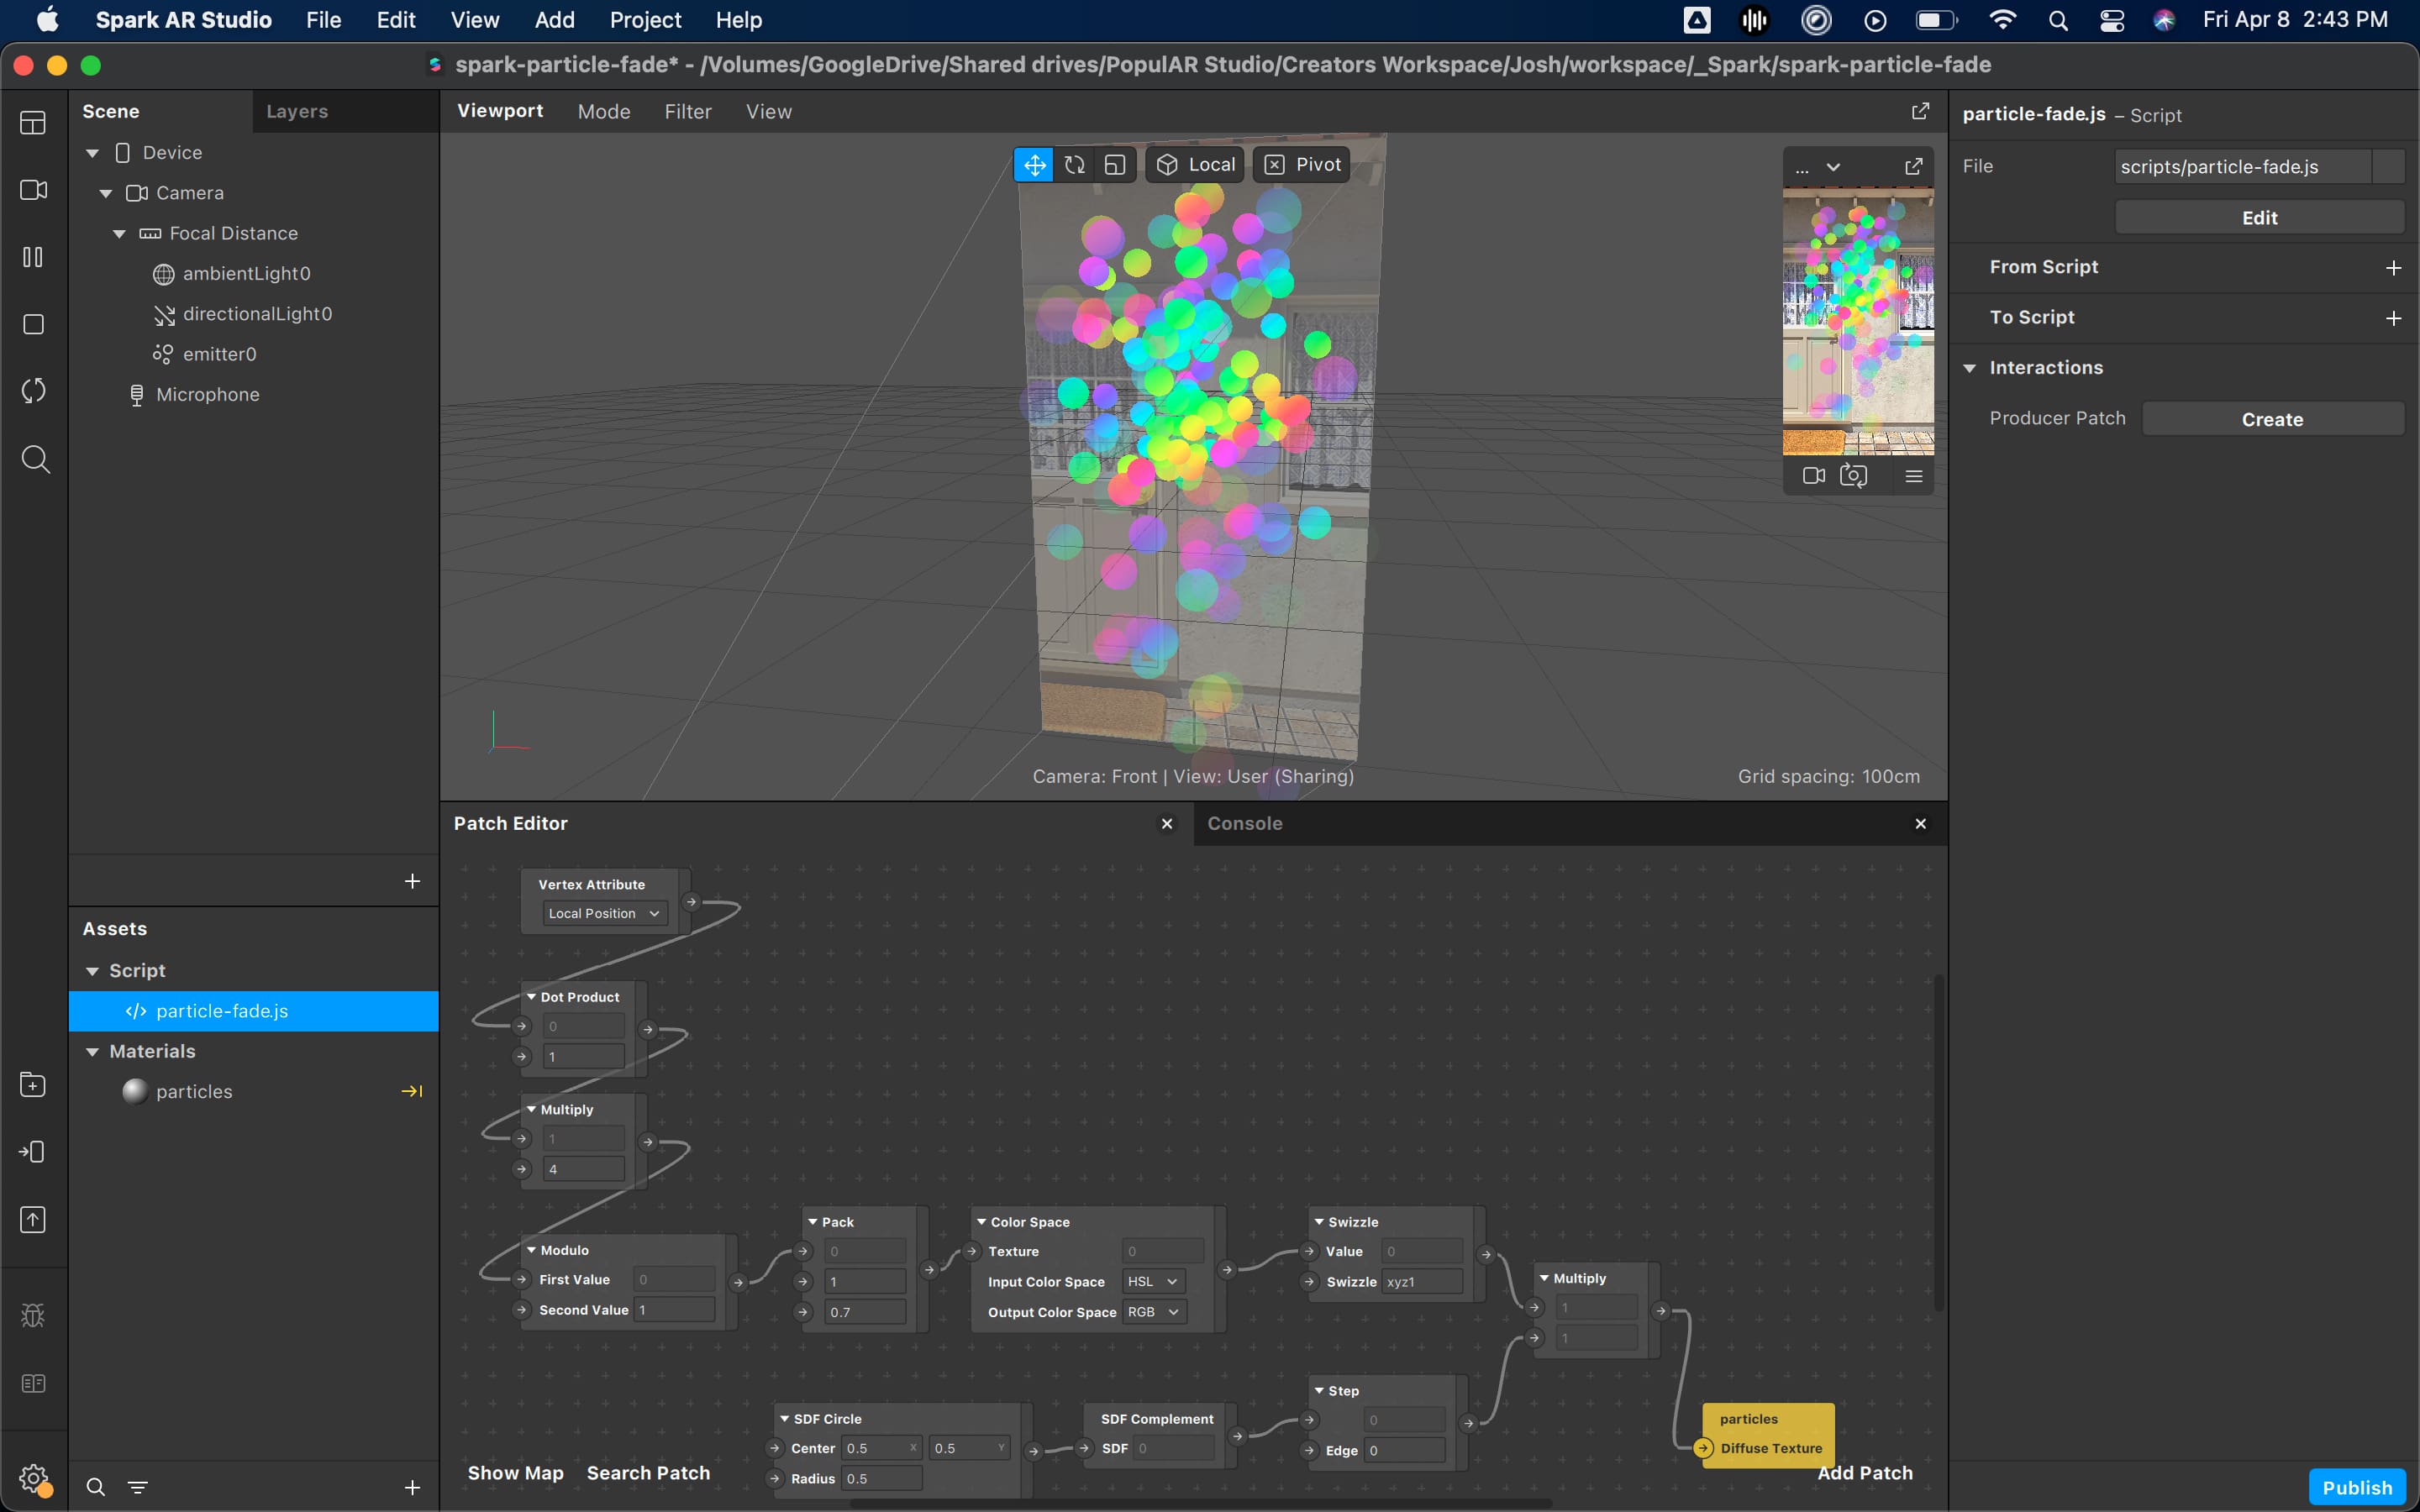 Spark AR Studio File Edit View Add Project Help Fri Apr 8 2:43 PM
spark-particle-fade* - /Volumes/GoogleDrive/Shared drives/PopulAR Studio/Creators Workspace/Josh/workspace/_Spark/spark-particle-fade
Scene Layers
Device
Camera
Focal Distance
ambientLight0
directionalLight0
emitter0
Microphone
Assets
Script
</> particle-fade.js
Materials
particles
Viewport Mode Filter View
Local Pivot
...
Camera: Front | View: User (Sharing)
Grid spacing: 100cm
Patch Editor
Console
Vertex Attribute
Local Position
Dot Product
0
1
Multiply
1
4
Modulo
First Value 0
Second Value 1
Pack
0
1
0.7
Color Space
Texture 0
Input Color Space HSL
Output Color Space RGB
Swizzle
Value 0
Swizzle xyz1
Multiply
1
1
SDF Circle
Center 0.5 X 0.5 Y
Radius 0.5
SDF Complement
SDF 0
Step
0
Edge 0
particles
Diffuse Texture
Show Map Search Patch
Add Patch
particle-fade.js – Script
File scripts/particle-fade.js
Edit
From Script
To Script
Interactions
Producer Patch Create
Publish